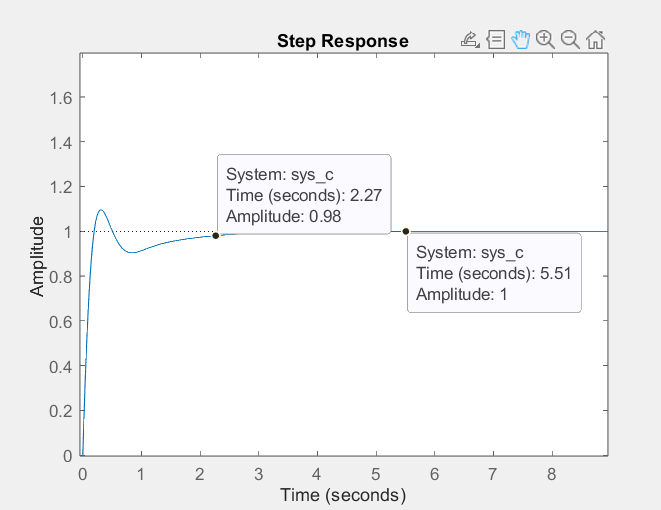 Step Response
1.6
1.4
1.2
1
0.8
0.6
0.4
0.2
0
Amplitude
System: sys_c
Time (seconds): 2.27
Amplitude: 0.98
System: sys_c
Time (seconds): 5.51
Amplitude: 1
0 1 2 3 4 5 6 7 8
Time (seconds)